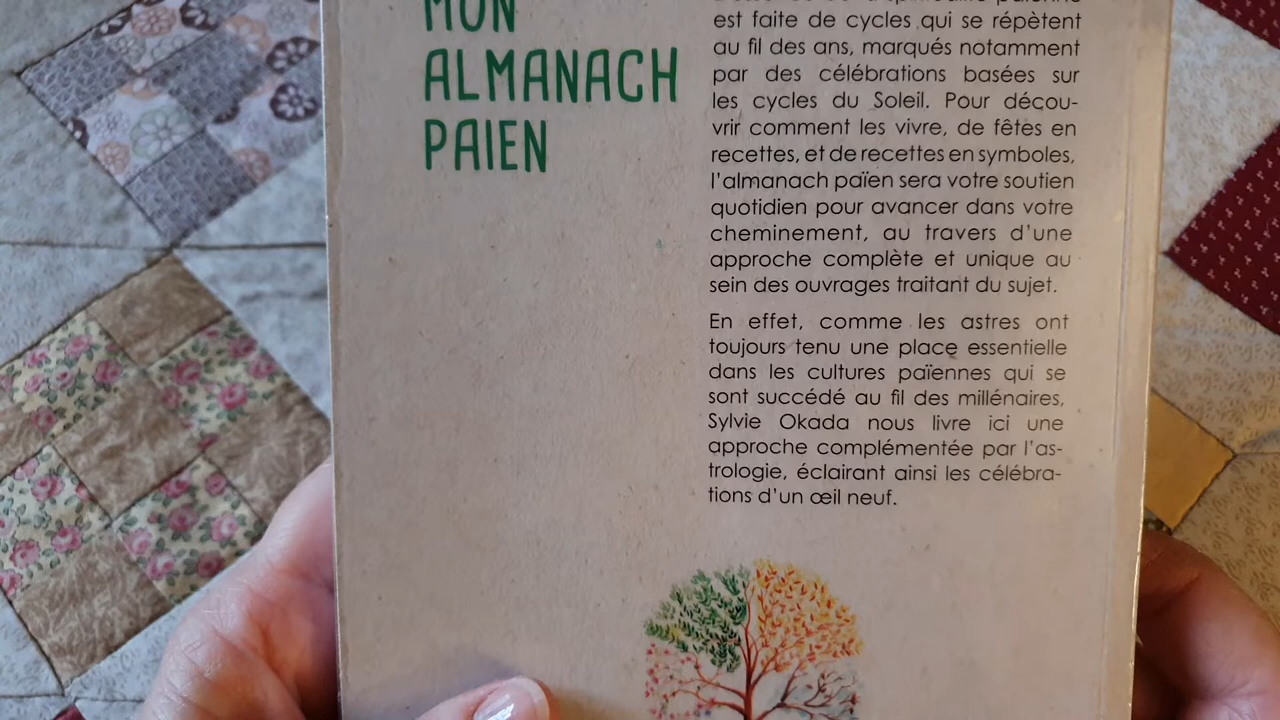 MON
ALMANACH
PAIEN
est faite de cycles qui se répètent
au fil des ans, marqués notamment
par des célébrations basées sur
les cycles du Soleil. Pour décou-
vrir comment les vivre, de fêtes en
recettes, et de recettes en symboles,
l'almanach païen sera votre soutien
quotidien pour avancer dans votre
cheminement, au travers d'une
approche complète et unique au
sein des ouvrages traitant du sujet.
En effet, comme les astres ont
toujours tenu une place essentielle
dans les cultures païennes qui se
sont succédé au fil des millénaires,
Sylvie Okada nous livre ici une
approche complémentée par l'as-
trologie, éclairant ainsi les célébra-
tions d'un œil neuf.